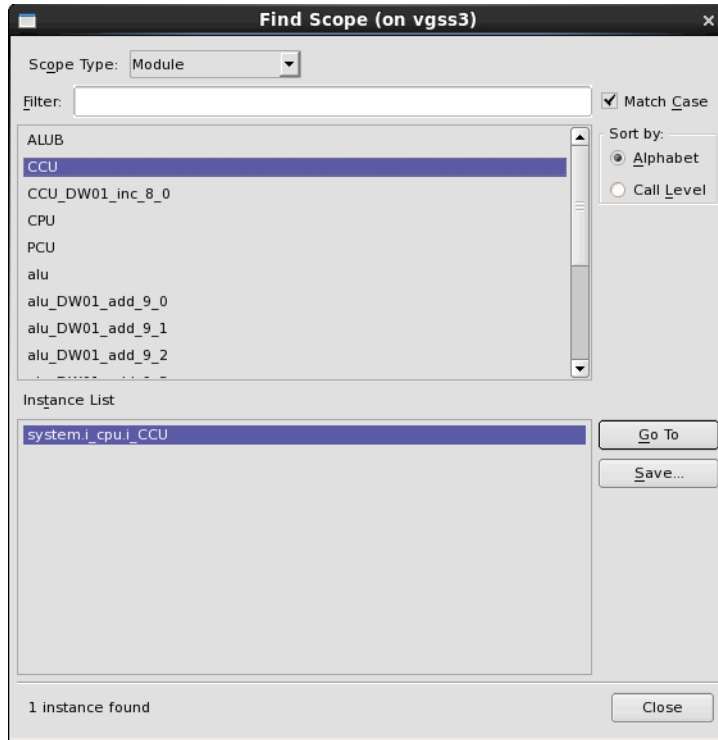 Find Scope (on vgss3)
Scope Type: Module
Filter:
Match Case
ALUB
CCU
CCU_DW01_inc_8_0
CPU
PCU
alu
alu_DW01_add_9_0
alu_DW01_add_9_1
alu_DW01_add_9_2
Sort by:
Alphabet
Call Level
Instance List
system.i_cpu.i_CCU
Go To
Save...
1 instance found
Close